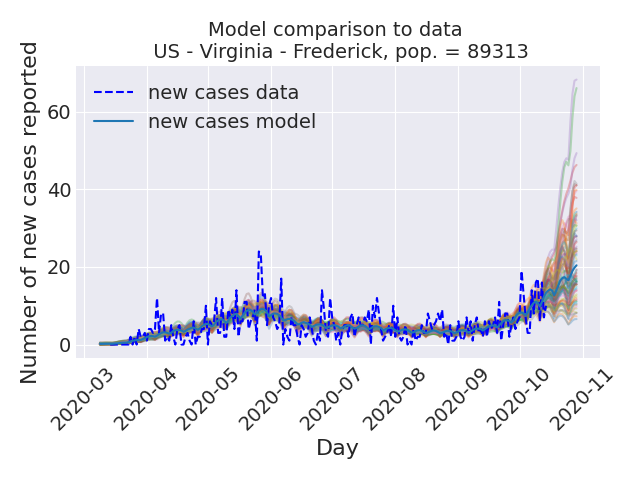 Model comparison to data
US - Virginia - Frederick, pop. = 89313
Number of new cases reported
60
40
20
0
new cases data
new cases model
2020-03
2020-04
2020-05
2020-06
2020-07
2020-08
2020-09
2020-10
2020-11
Day